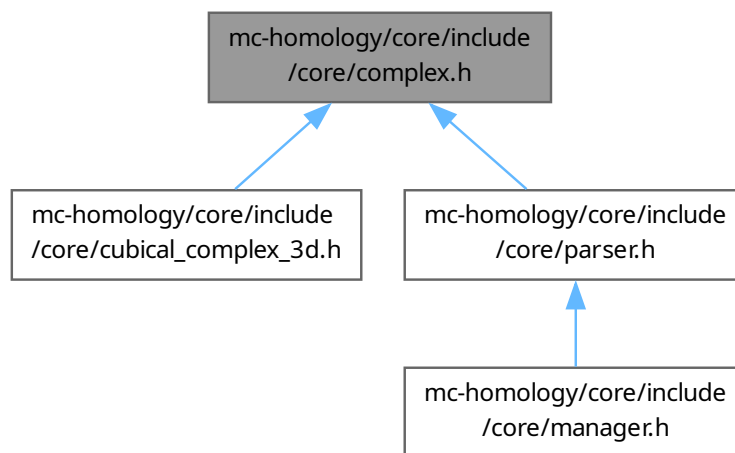 mc-homology/core/include
/core/complex.h
mc-homology/core/include
/core/cubical_complex_3d.h
mc-homology/core/include
/core/parser.h
mc-homology/core/include
/core/manager.h